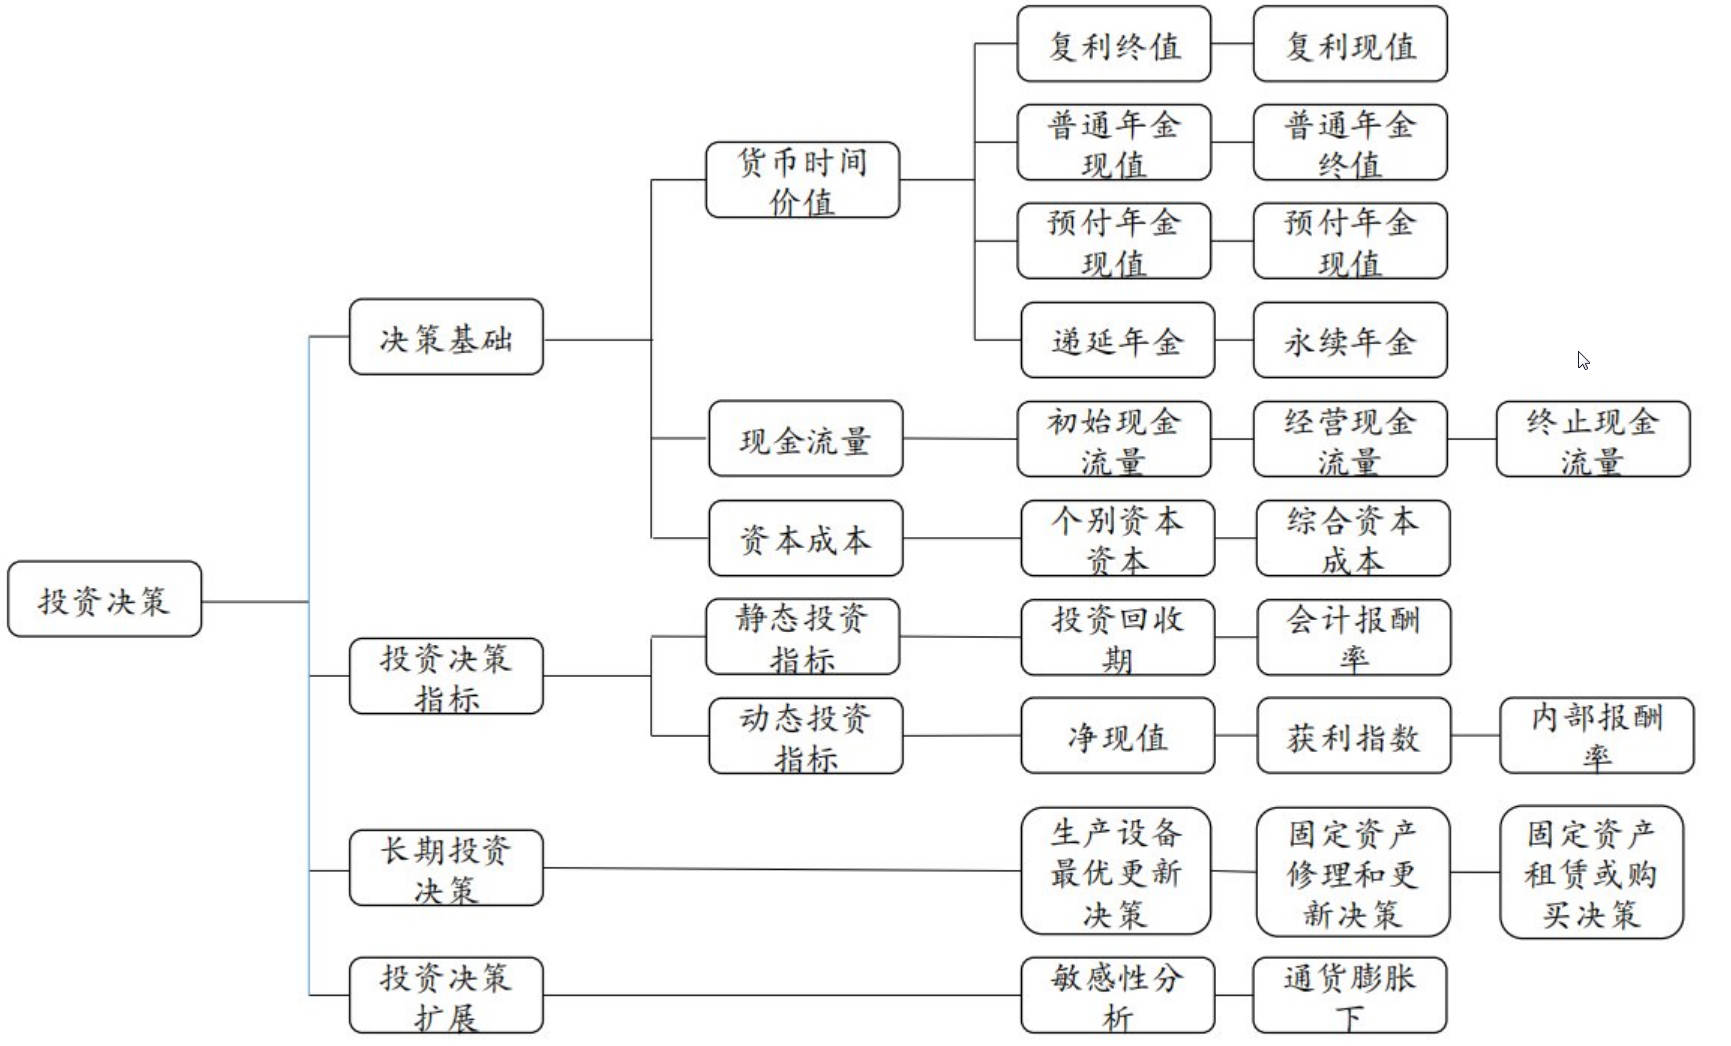 复利终值
复利现值
普通年金
现值
普通年金
终值
货币时间
价值
预付年金
现值
预付年金
现值
决策基础
递延年金
永续年金
现金流量
初始现金
流量
经营现金
流量
终止现金
流量
资本成本
个别资本
资本
综合资本
成本
投资决策
投资决策
指标
静态投资
指标
投资回收
期
会计报酬
率
动态投资
指标
净现值
获利指数
内部报酬
率
长期投资
决策
生产设备
最优更新
决策
固定资产
修理和更
新决策
固定资产
租赁或购
买决策
投资决策
扩展
敏感性分
析
通货膨胀
下